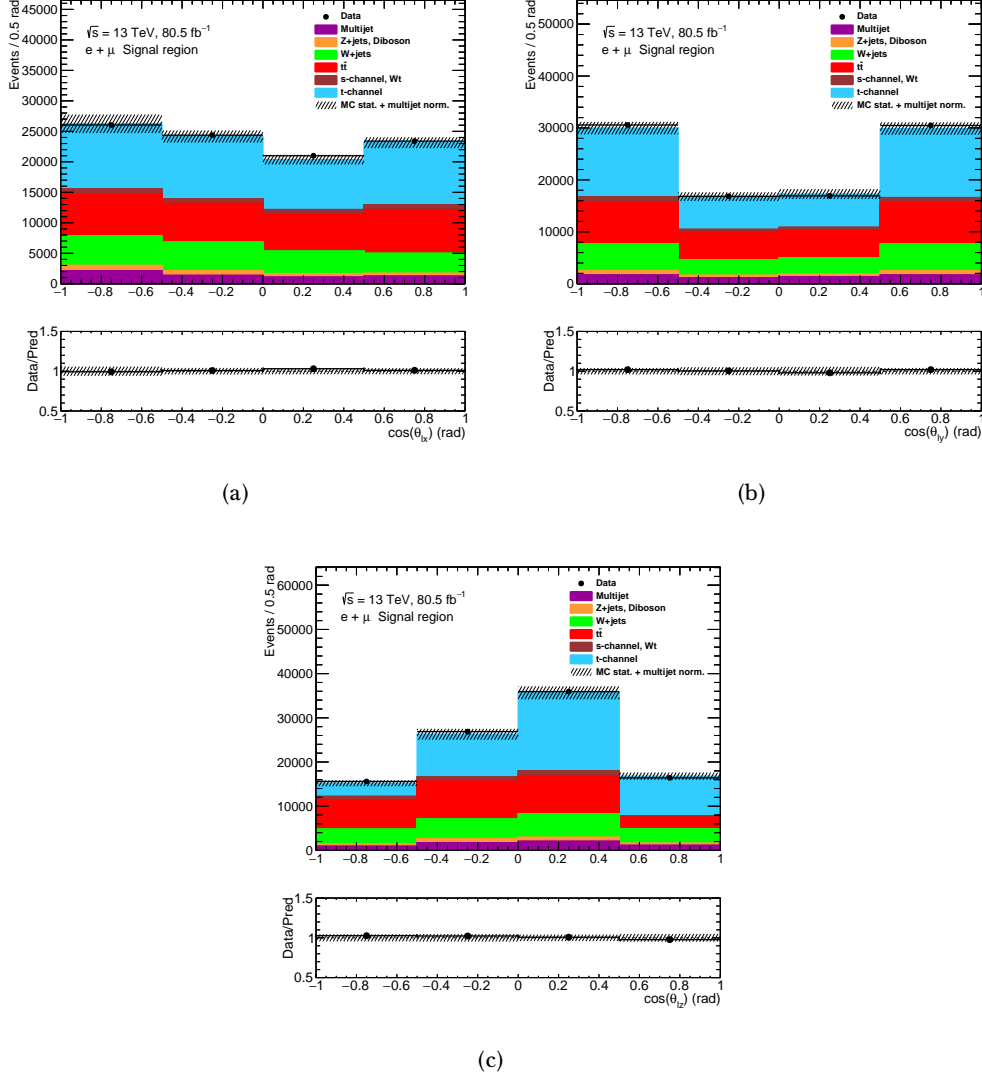 Events / 0.5 rad
45000
40000
35000
30000
25000
20000
15000
10000
5000
0
√s = 13 TeV, 80.5 fb⁻¹
e + μ Signal region
Data
Multijet
Z+jets, Diboson
W+jets
tt̄
s-channel, Wt
t-channel
MC stat. + multijet norm.
−1 −0.8 −0.6 −0.4 −0.2 0 0.2 0.4 0.6 0.8 1
Data/Pred
1.5
1
0.5
−1 −0.8 −0.6 −0.4 −0.2 0 0.2 0.4 0.6 0.8 1
cos(θ_lx) (rad)
(a)
Events / 0.5 rad
50000
40000
30000
20000
10000
0
√s = 13 TeV, 80.5 fb⁻¹
e + μ Signal region
Data
Multijet
Z+jets, Diboson
W+jets
tt̄
s-channel, Wt
t-channel
MC stat. + multijet norm.
−1 −0.8 −0.6 −0.4 −0.2 0 0.2 0.4 0.6 0.8 1
Data/Pred
1.5
1
0.5
−1 −0.8 −0.6 −0.4 −0.2 0 0.2 0.4 0.6 0.8 1
cos(θ_ly) (rad)
(b)
Events / 0.5 rad
60000
50000
40000
30000
20000
10000
0
√s = 13 TeV, 80.5 fb⁻¹
e + μ Signal region
Data
Multijet
Z+jets, Diboson
W+jets
tt̄
s-channel, Wt
t-channel
MC stat. + multijet norm.
−1 −0.8 −0.6 −0.4 −0.2 0 0.2 0.4 0.6 0.8 1
Data/Pred
1.5
1
0.5
−1 −0.8 −0.6 −0.4 −0.2 0 0.2 0.4 0.6 0.8 1
cos(θ_lz) (rad)
(c)